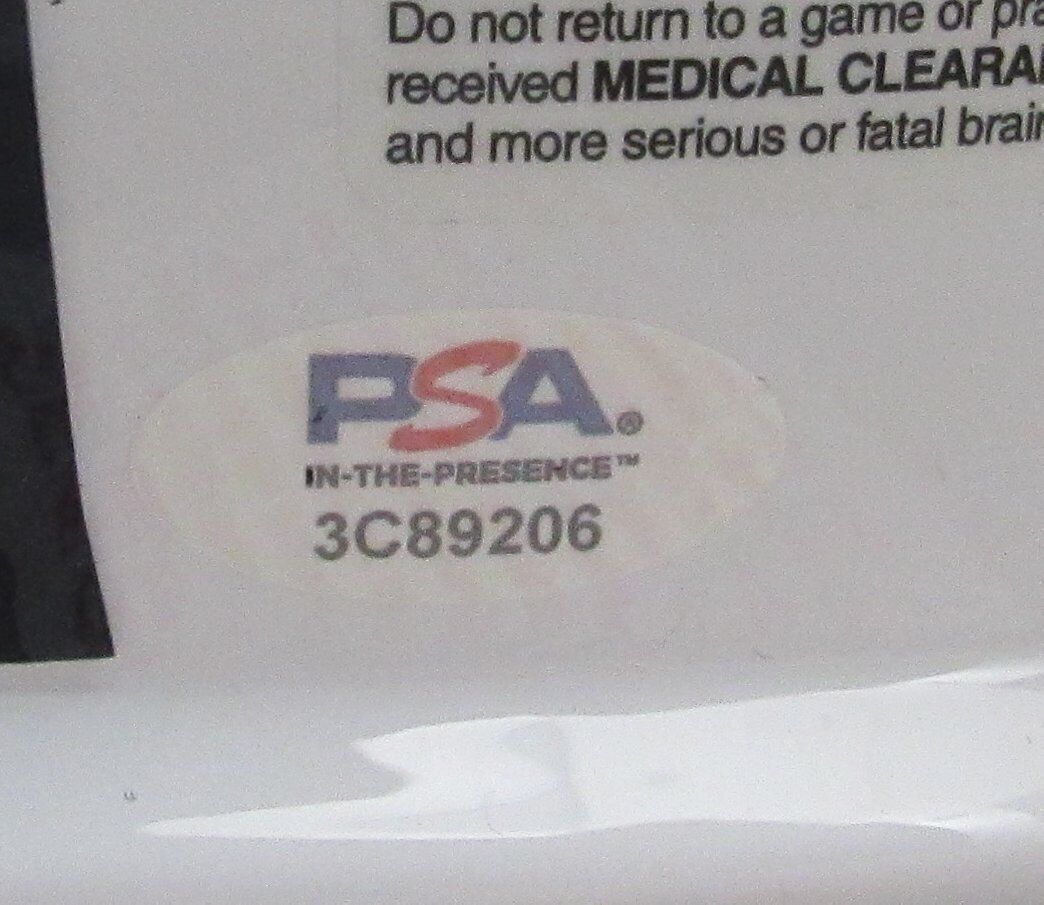 Do not return to a game or
received MEDICAL
and more serious or fatal
PSA®
IN-THE-PRESENCE™
3C89206